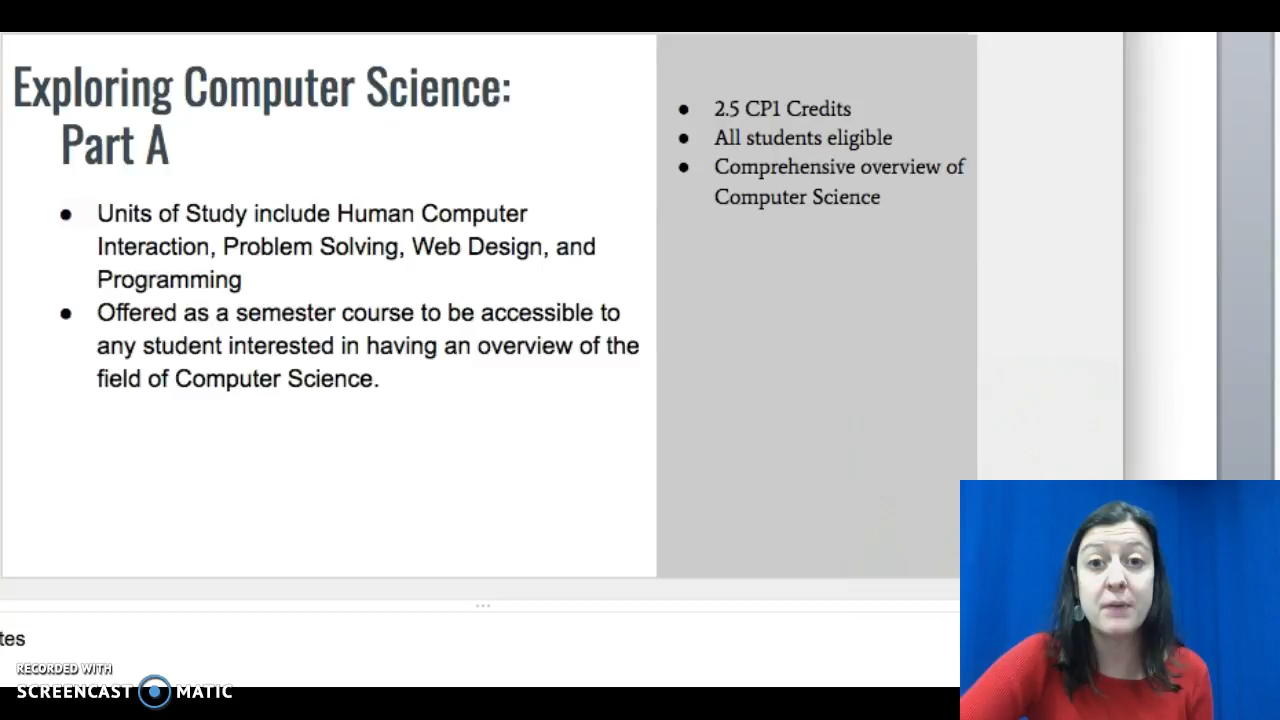 Exploring Computer Science:
Part A
● Units of Study include Human Computer
Interaction, Problem Solving, Web Design, and
Programming
● Offered as a semester course to be accessible to
any student interested in having an overview of the
field of Computer Science.
● 2.5 CP1 Credits
● All students eligible
● Comprehensive overview of
Computer Science
tes
RECORDED WITH
SCREENCAST MATIC